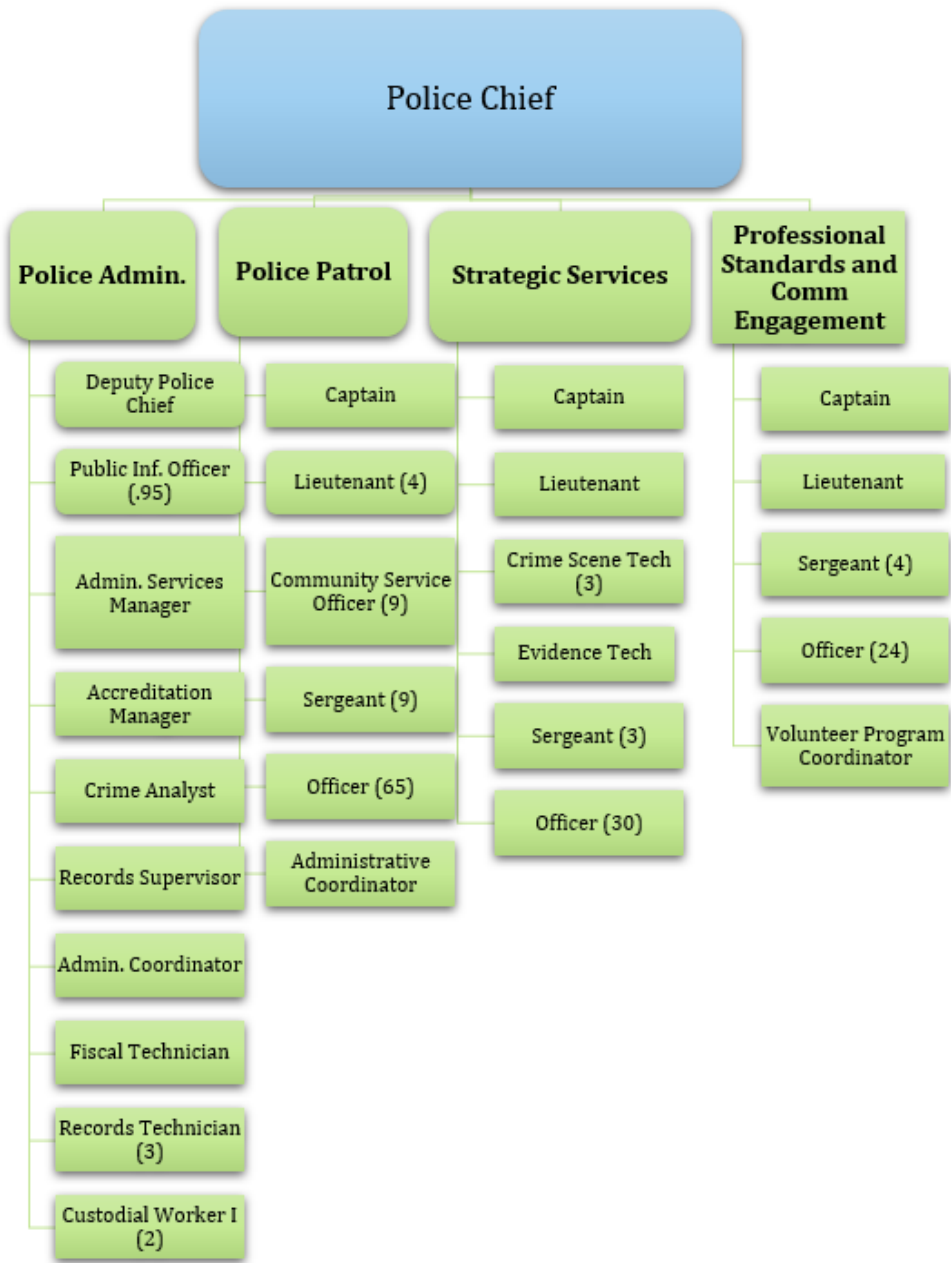 Police Chief
Police Admin.
Deputy Police
Chief
Public Inf. Officer
(.95)
Admin. Services
Manager
Accreditation
Manager
Crime Analyst
Records Supervisor
Admin. Coordinator
Fiscal Technician
Records Technician
(3)
Custodial Worker I
(2)
Police Patrol
Captain
Lieutenant (4)
Community Service
Officer (9)
Sergeant (9)
Officer (65)
Administrative
Coordinator
Strategic Services
Captain
Lieutenant
Crime Scene Tech
(3)
Evidence Tech
Sergeant (3)
Officer (30)
Professional
Standards and
Comm
Engagement
Captain
Lieutenant
Sergeant (4)
Officer (24)
Volunteer Program
Coordinator